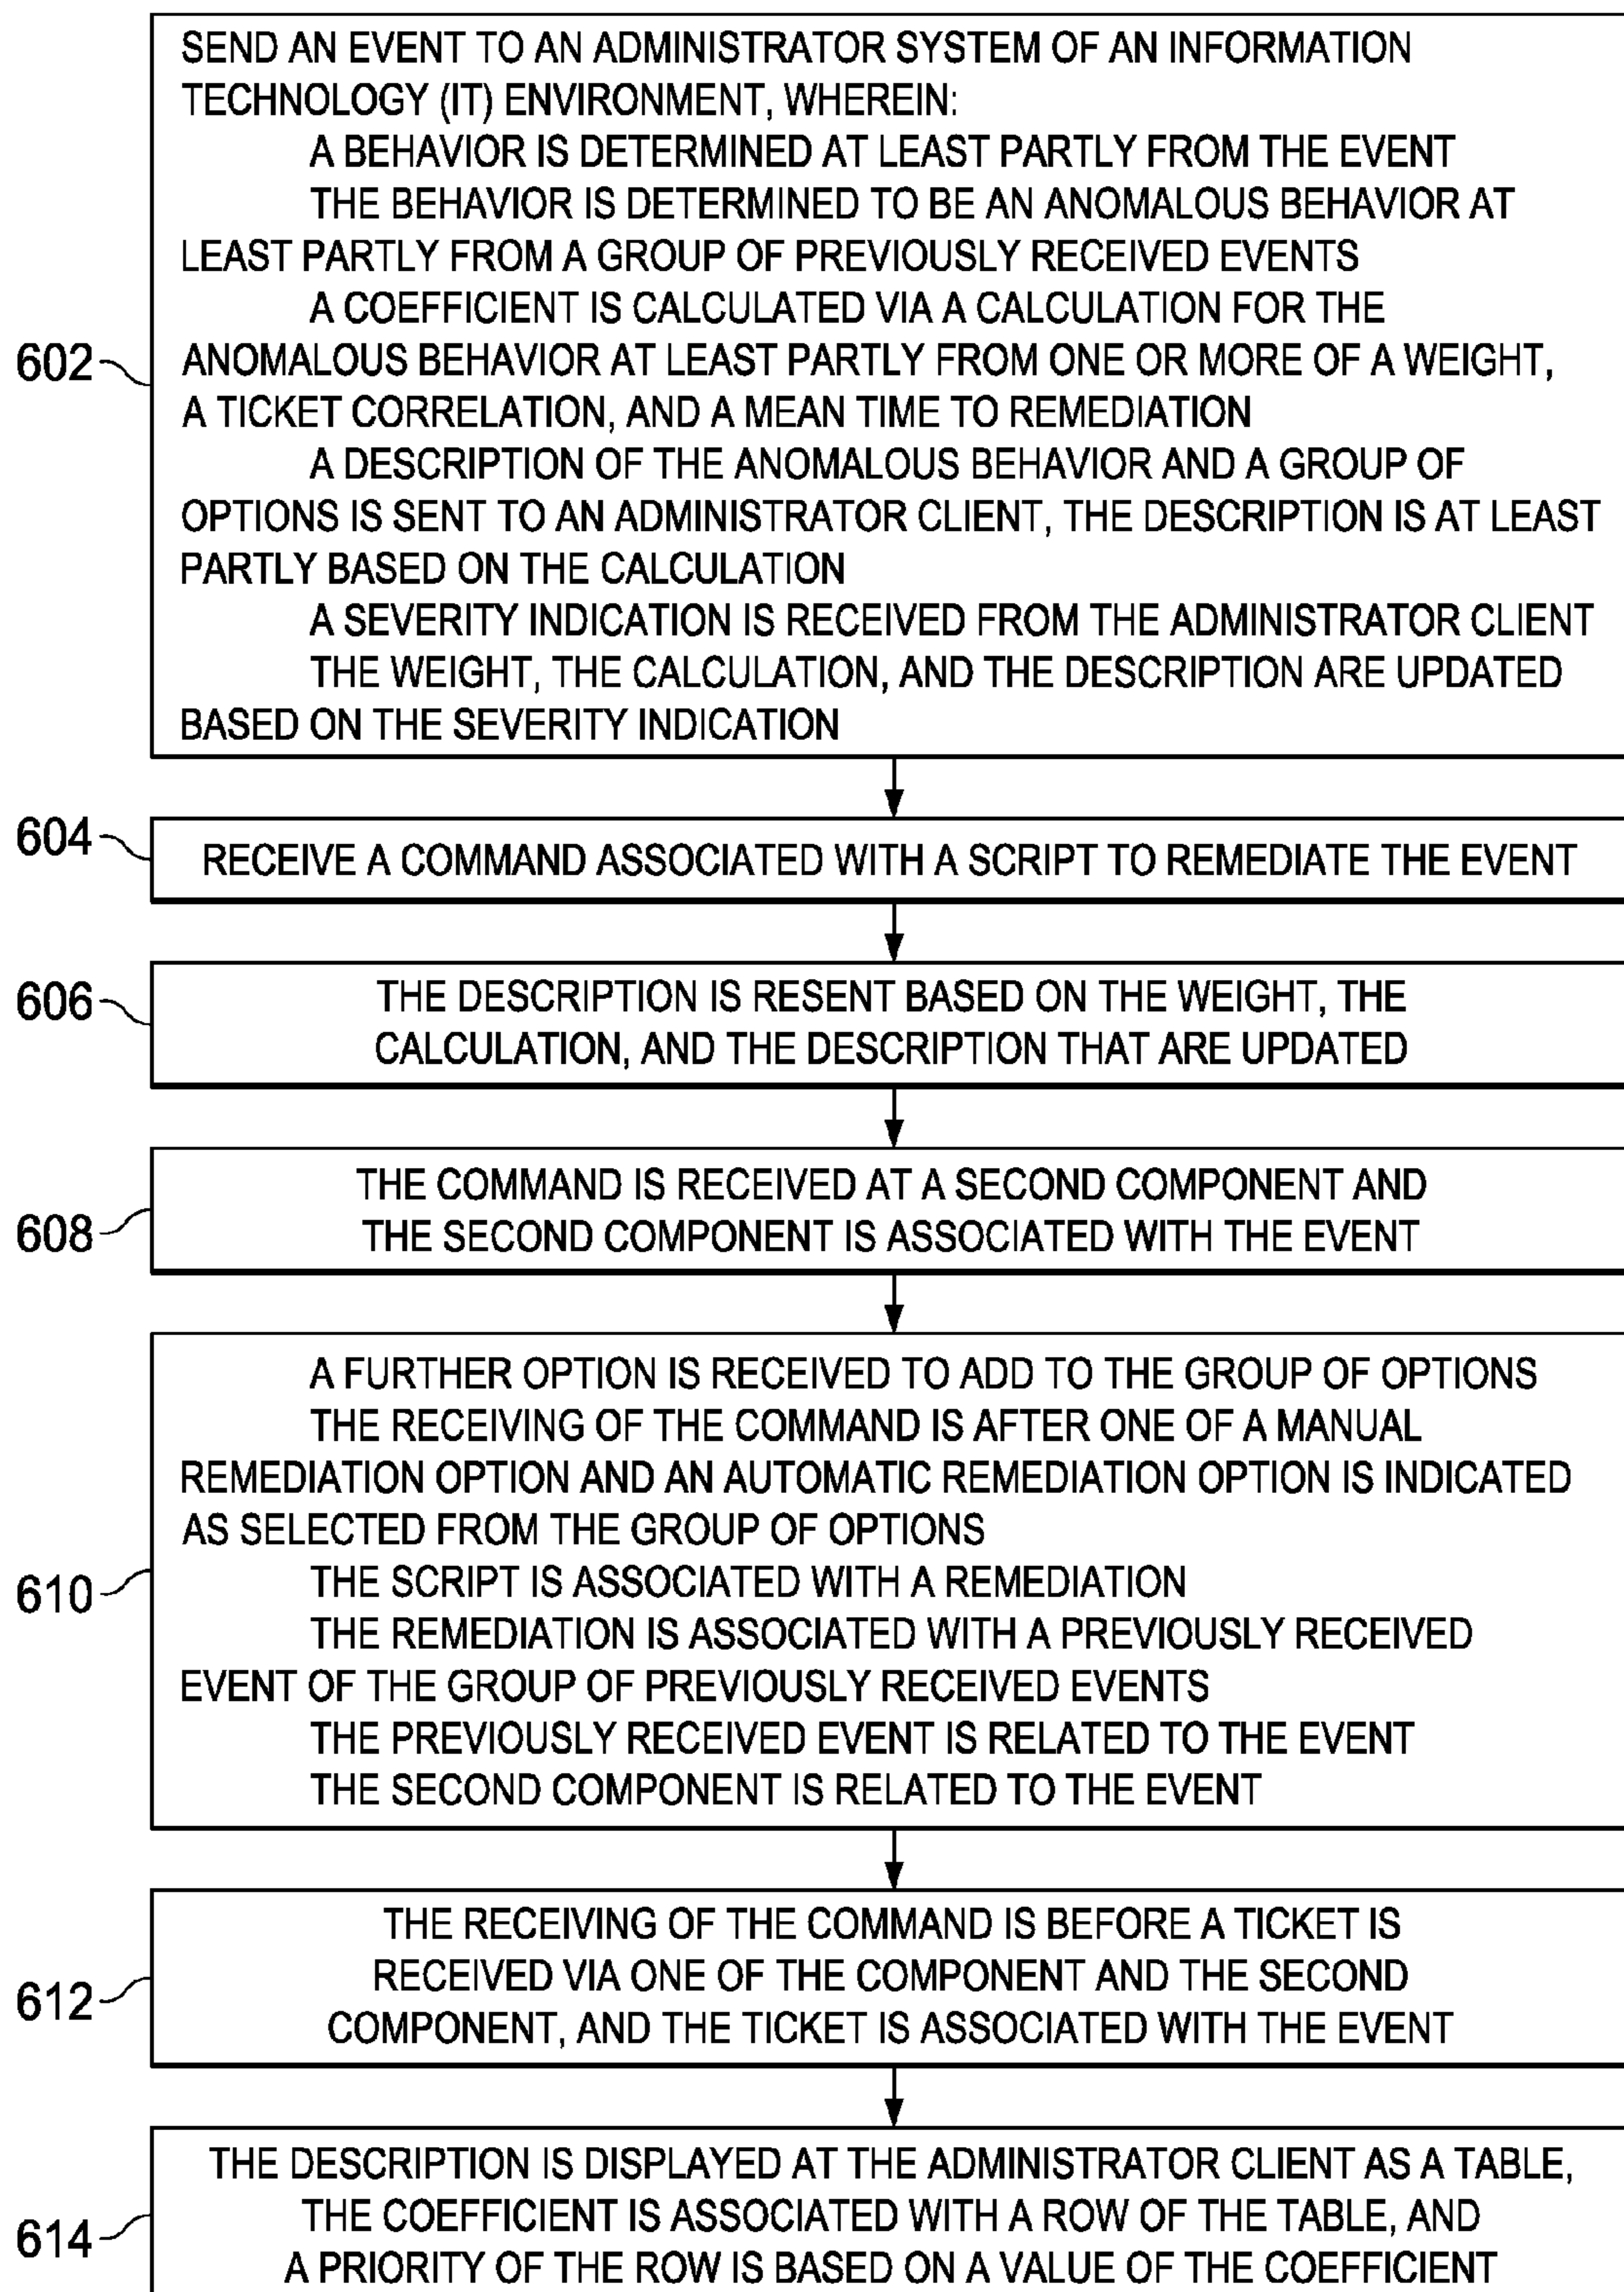 SEND AN EVENT TO AN ADMINISTRATOR SYSTEM OF AN INFORMATION
TECHNOLOGY (IT) ENVIRONMENT, WHEREIN:
A BEHAVIOR IS DETERMINED AT LEAST PARTLY FROM THE EVENT
THE BEHAVIOR IS DETERMINED TO BE AN ANOMALOUS BEHAVIOR AT
LEAST PARTLY FROM A GROUP OF PREVIOUSLY RECEIVED EVENTS
A COEFFICIENT IS CALCULATED VIA A CALCULATION FOR THE
602 ANOMALOUS BEHAVIOR AT LEAST PARTLY FROM ONE OR MORE OF A WEIGHT,
A TICKET CORRELATION, AND A MEAN TIME TO REMEDIATION
A DESCRIPTION OF THE ANOMALOUS BEHAVIOR AND A GROUP OF
OPTIONS IS SENT TO AN ADMINISTRATOR CLIENT, THE DESCRIPTION IS AT LEAST
PARTLY BASED ON THE CALCULATION
A SEVERITY INDICATION IS RECEIVED FROM THE ADMINISTRATOR CLIENT
THE WEIGHT, THE CALCULATION, AND THE DESCRIPTION ARE UPDATED
BASED ON THE SEVERITY INDICATION
604 RECEIVE A COMMAND ASSOCIATED WITH A SCRIPT TO REMEDIATE THE EVENT
606 THE DESCRIPTION IS RESENT BASED ON THE WEIGHT, THE
CALCULATION, AND THE DESCRIPTION THAT ARE UPDATED
THE COMMAND IS RECEIVED AT A SECOND COMPONENT AND
608 THE SECOND COMPONENT IS ASSOCIATED WITH THE EVENT
A FURTHER OPTION IS RECEIVED TO ADD TO THE GROUP OF OPTIONS
THE RECEIVING OF THE COMMAND IS AFTER ONE OF A MANUAL
REMEDIATION OPTION AND AN AUTOMATIC REMEDIATION OPTION IS INDICATED
AS SELECTED FROM THE GROUP OF OPTIONS
610 THE SCRIPT IS ASSOCIATED WITH A REMEDIATION
THE REMEDIATION IS ASSOCIATED WITH A PREVIOUSLY RECEIVED
EVENT OF THE GROUP OF PREVIOUSLY RECEIVED EVENTS
THE PREVIOUSLY RECEIVED EVENT IS RELATED TO THE EVENT
THE SECOND COMPONENT IS RELATED TO THE EVENT
THE RECEIVING OF THE COMMAND IS BEFORE A TICKET IS
612 RECEIVED VIA ONE OF THE COMPONENT AND THE SECOND
COMPONENT, AND THE TICKET IS ASSOCIATED WITH THE EVENT
THE DESCRIPTION IS DISPLAYED AT THE ADMINISTRATOR CLIENT AS A TABLE,
614 THE COEFFICIENT IS ASSOCIATED WITH A ROW OF THE TABLE, AND
A PRIORITY OF THE ROW IS BASED ON A VALUE OF THE COEFFICIENT